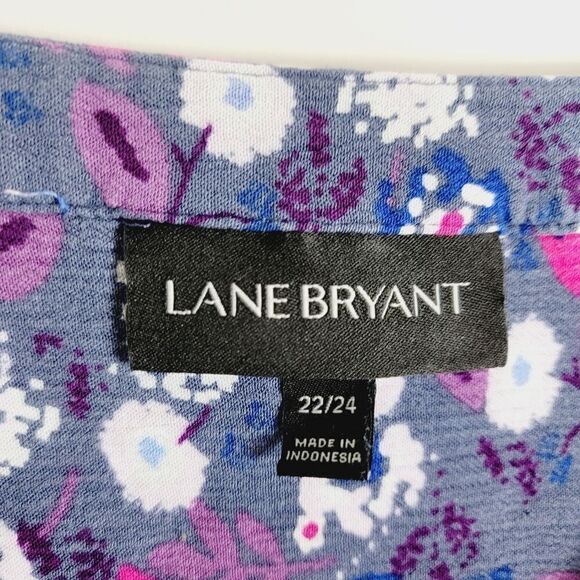 LANE BRYANT
22/24
MADE IN
INDONESIA